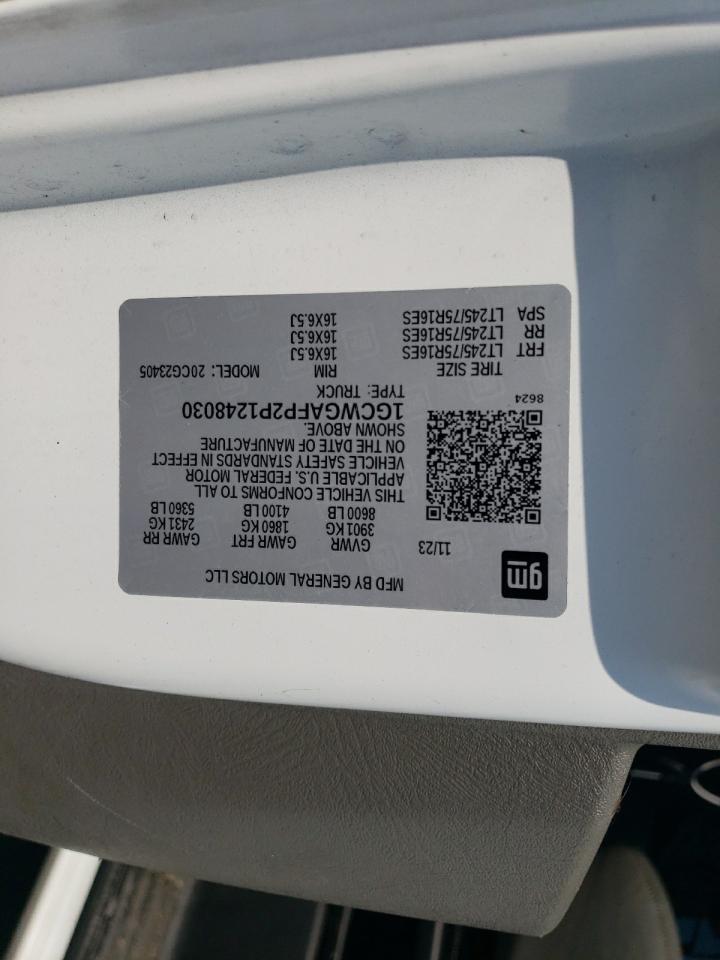 gm
MFD BY GENERAL MOTORS LLC
11/23
GVWR GAWR FRT GAWR RR
3901 KG 1860 KG 2431 KG
8600 LB 4100 LB 5360 LB
THIS VEHICLE CONFORMS TO ALL
APPLICABLE U.S. FEDERAL MOTOR
VEHICLE SAFETY STANDARDS IN EFFECT
ON THE DATE OF MANUFACTURE
SHOWN ABOVE.
1GCWGAFP2P1248030
8624
TYPE: TRUCK
TIRE SIZE RIM MODEL: 20CG23405
FRT LT245/75R16ES 16X6.5J
RR LT245/75R16ES 16X6.5J
SPA LT245/75R16ES 16X6.5J